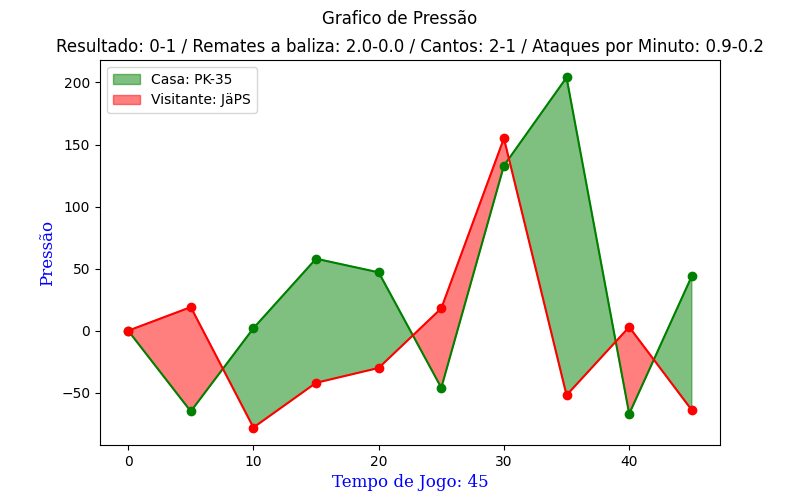 Grafico de Pressão
Resultado: 0-1 / Remates a baliza: 2.0-0.0 / Cantos: 2-1 / Ataques por Minuto: 0.9-0.2
Casa: PK-35
Visitante: JäPS
200
150
100
50
0
−50
Pressão
0 10 20 30 40
Tempo de Jogo: 45